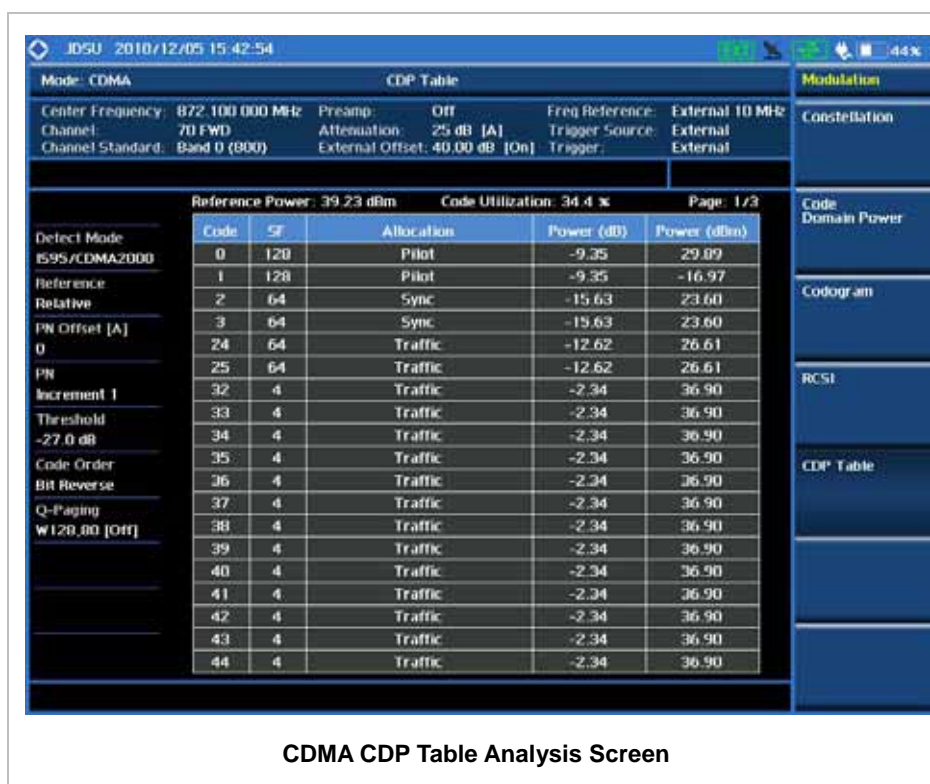 JDSU 2010/12/05 15:42:54 EXT 44%
Mode: CDMA CDP Table Modulation
Center Frequency: 872.100 000 MHz Preamp: Off Freq Reference: External 10 MHz
Channel: 70 FWD Attenuation: 25 dB [A] Trigger Source: External
Channel Standard: Band 0 (800) External Offset: 40.00 dB [On] Trigger: External
Constellation
Reference Power: 39.23 dBm Code Utilization: 34.4 % Page: 1/3
Code
Domain Power
Codogram
RCSI
CDP Table
Detect Mode
IS95/CDMA2000
Reference
Relative
PN Offset [A]
0
PN
Increment 1
Threshold
-27.0 dB
Code Order
Bit Reverse
Q-Paging
W128,80 [Off]
Code SF Allocation Power (dB) Power (dBm)
0 128 Pilot -9.35 29.89
1 128 Pilot -9.35 -16.97
2 64 Sync -15.63 23.60
3 64 Sync -15.63 23.60
24 64 Traffic -12.62 26.61
25 64 Traffic -12.62 26.61
32 4 Traffic -2.34 36.90
33 4 Traffic -2.34 36.90
34 4 Traffic -2.34 36.90
35 4 Traffic -2.34 36.90
36 4 Traffic -2.34 36.90
37 4 Traffic -2.34 36.90
38 4 Traffic -2.34 36.90
39 4 Traffic -2.34 36.90
40 4 Traffic -2.34 36.90
41 4 Traffic -2.34 36.90
42 4 Traffic -2.34 36.90
43 4 Traffic -2.34 36.90
44 4 Traffic -2.34 36.90
CDMA CDP Table Analysis Screen